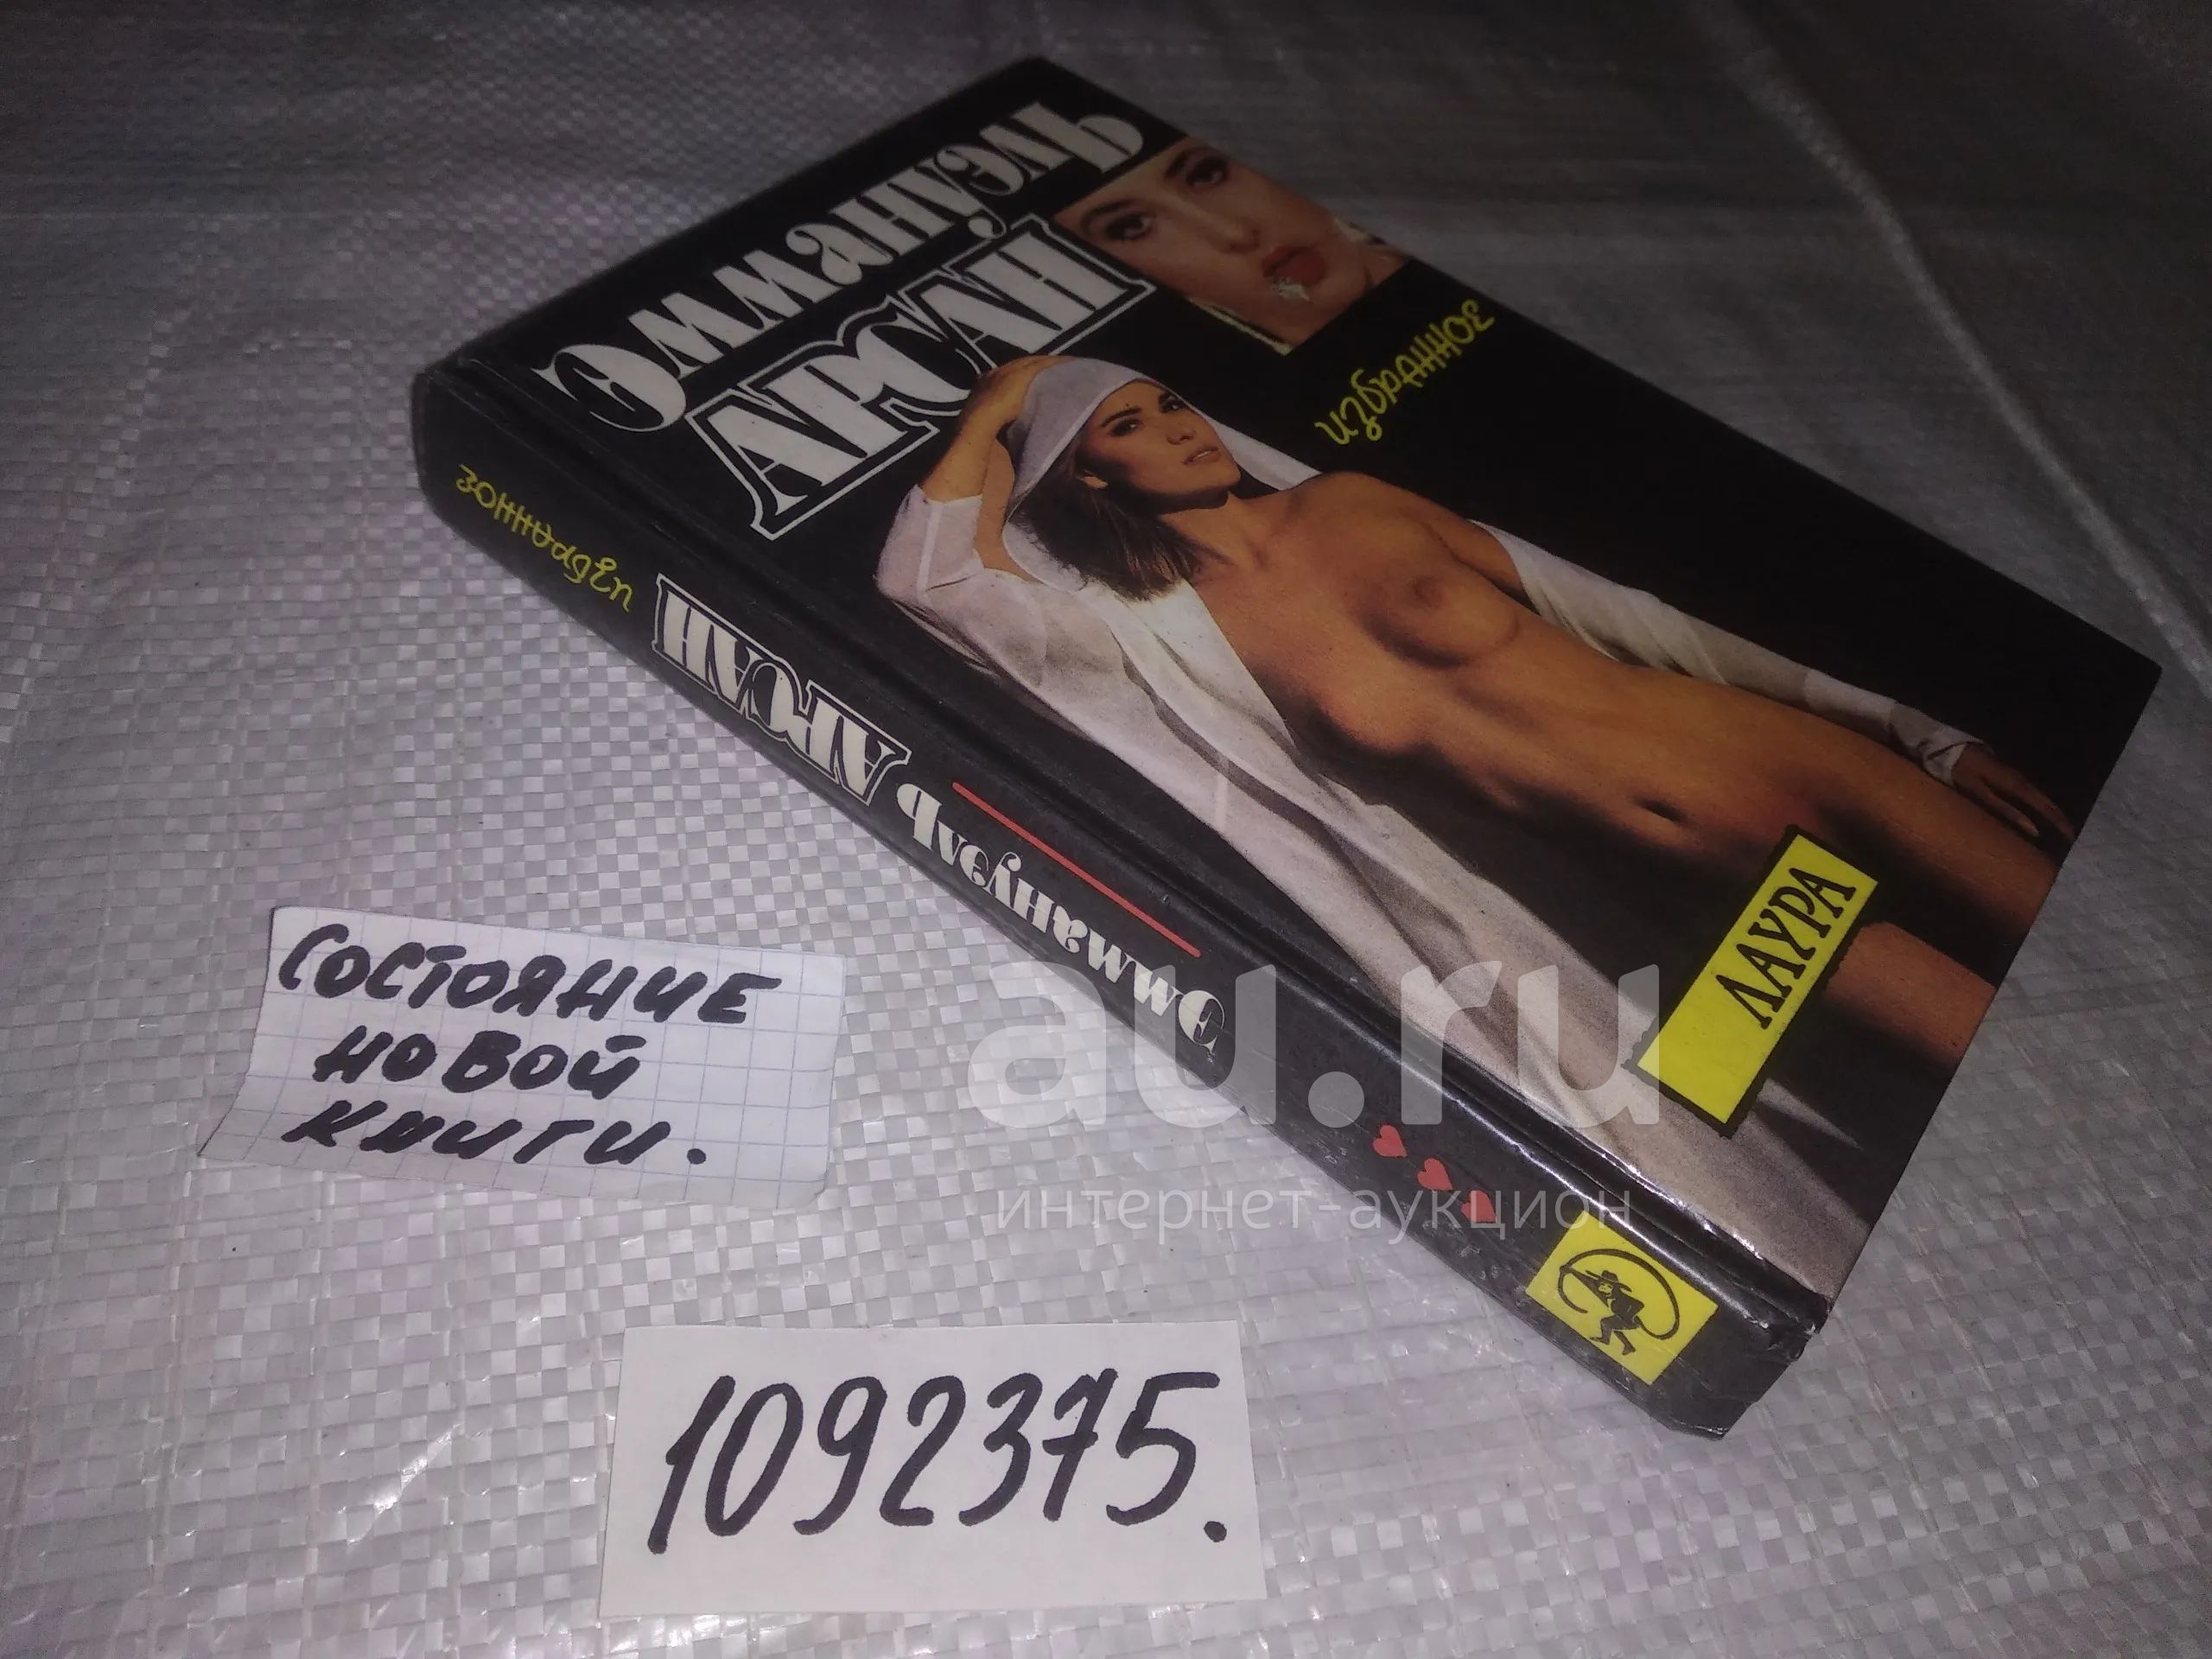 Эммануэль
АРСАН
избранное
ЛАУРА
избранное
АРСАН
Эммануэль
СОСТОЯНИЕ
НОВОЙ
КНИГИ.
1092375.
au.ru
интернет-аукцион